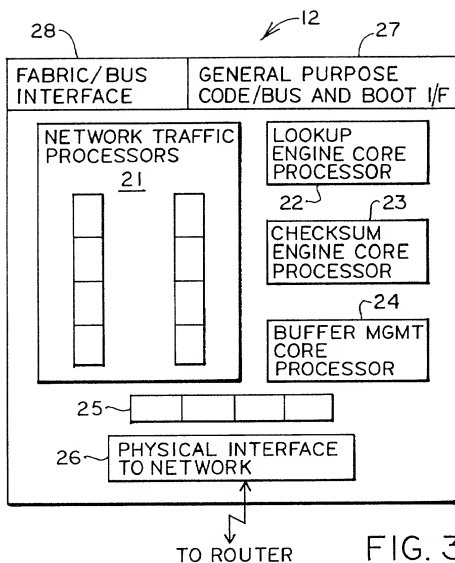 12
28
27
FABRIC/BUS
INTERFACE
GENERAL PURPOSE
CODE/BUS AND BOOT I/F
NETWORK TRAFFIC
PROCESSORS
21
LOOKUP
ENGINE CORE
PROCESSOR
22
23
CHECKSUM
ENGINE CORE
PROCESSOR
24
BUFFER MGMT
CORE
PROCESSOR
25
26
PHYSICAL INTERFACE
TO NETWORK
TO ROUTER
FIG. 3